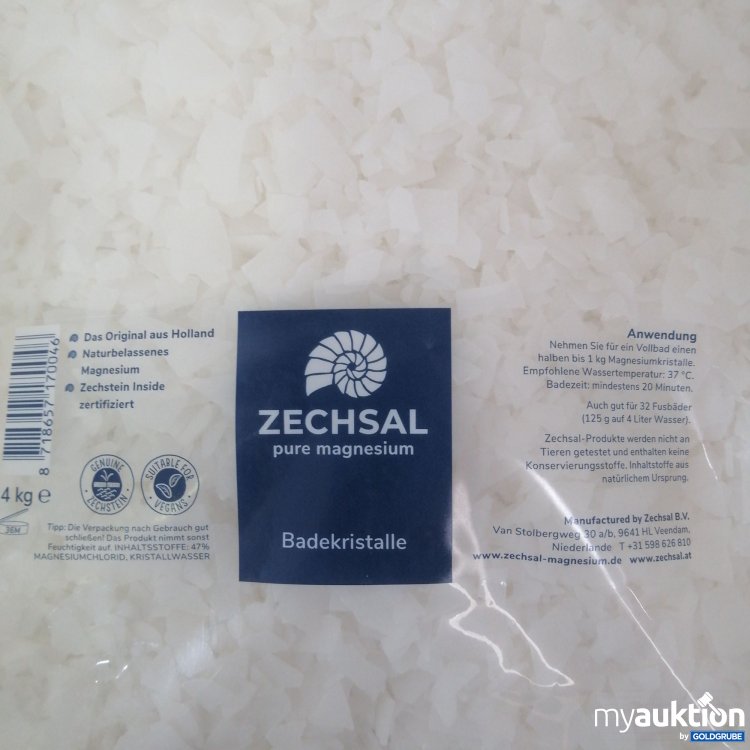 8 718657 170046
Das Original aus Holland
Naturbelassenes
Magnesium
Zechstein Inside
zertifiziert
GENUINE
ZECHSTEIN
SUITABLE FOR
VEGANS
4 kg e
36M
Tipp: Die Verpackung nach Gebrauch gut
schließen! Das Produkt nimmt sonst
Feuchtigkeit auf. INHALTSSTOFFE: 47%
MAGNESIUMCHLORID, KRISTALLWASSER
ZECHSAL
pure magnesium
Badekristalle
Anwendung
Nehmen Sie für ein Vollbad einen
halben bis 1 kg Magnesiumkristalle.
Empfohlene Wassertemperatur: 37 °C.
Badezeit: mindestens 20 Minuten.
Auch gut für 32 Fusbäder
(125 g auf 4 Liter Wasser).
Zechsal-Produkte werden nicht an
Tieren getestet und enthalten keine
Konservierungsstoffe. Inhaltstoffe aus
natürlichem Ursprung.
Manufactured by Zechsal B.V.
Van Stolbergweg 30 a/b, 9641 HL Veendam,
Niederlande T +31 598 626 810
www.zechsal-magnesium.de www.zechsal.at
myauktion
by GOLDGRUBE